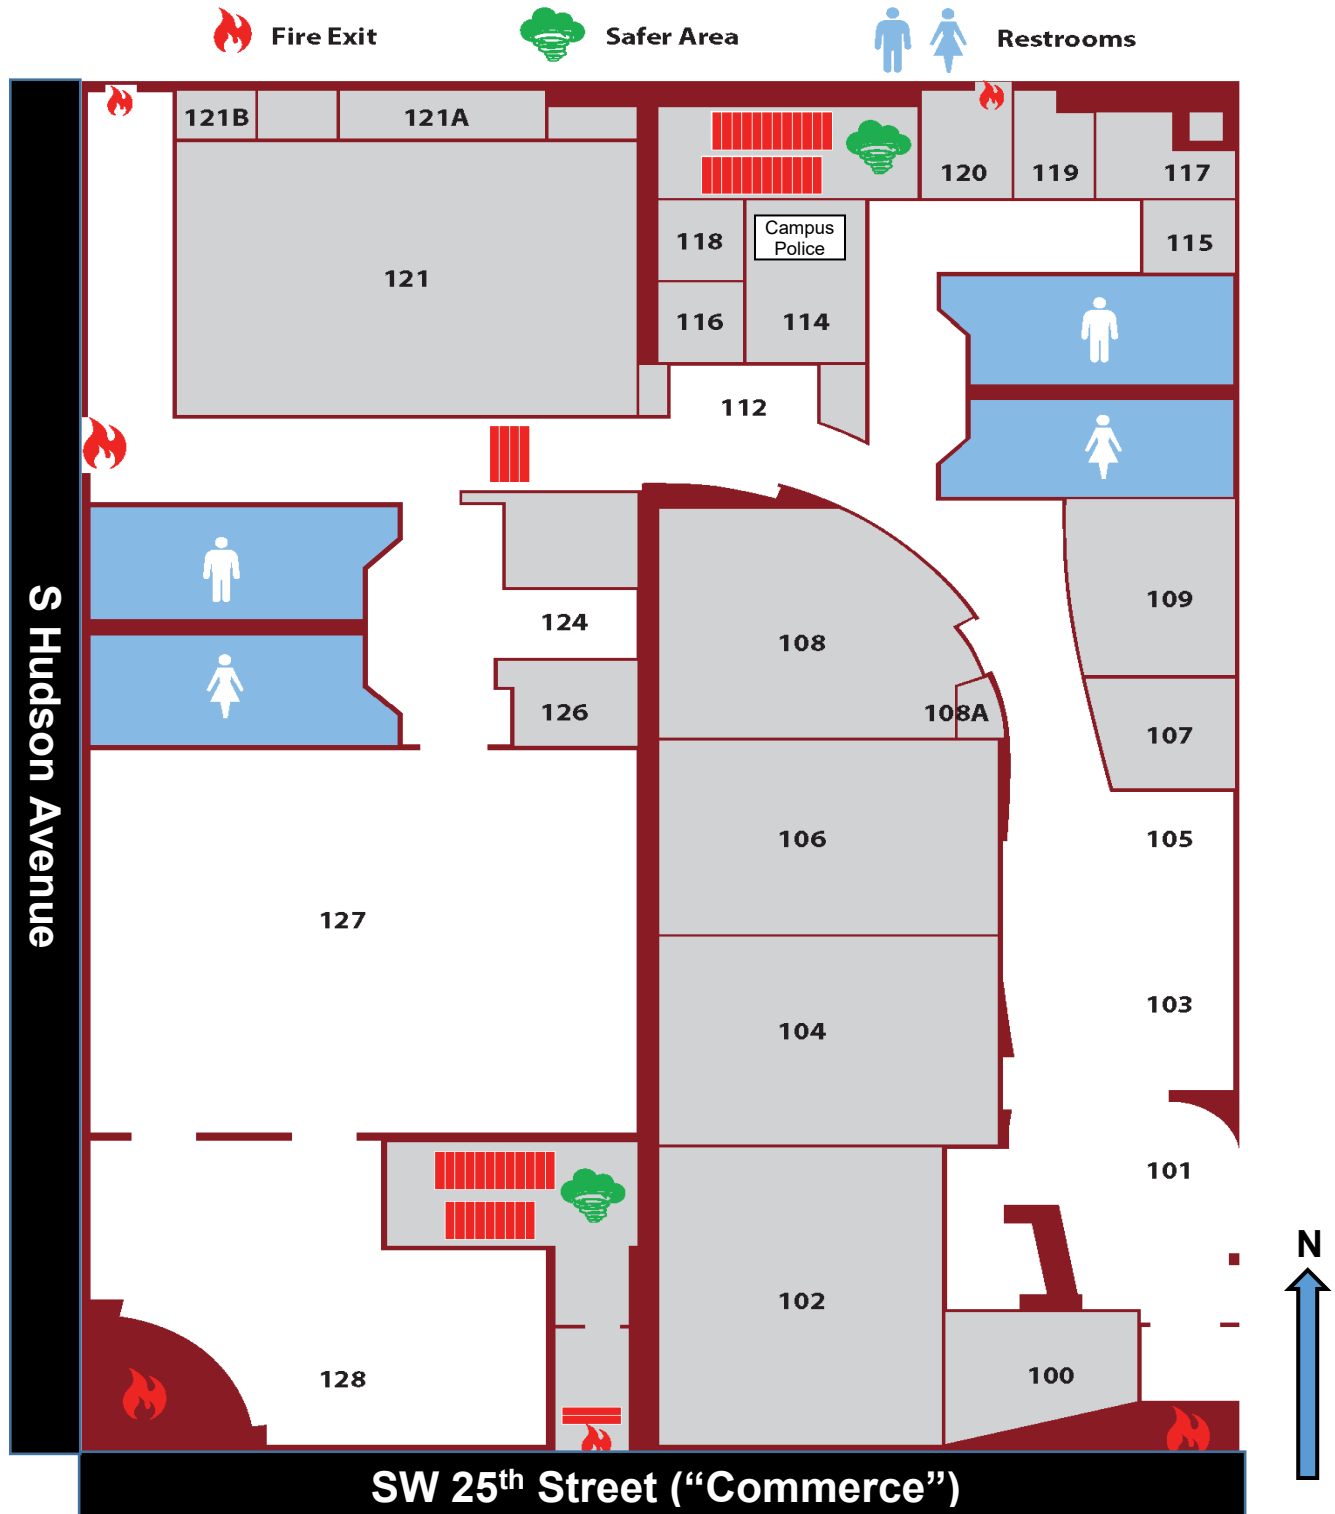 Fire Exit
Safer Area
Restrooms
121B
121A
120
119
117
118
Campus
Police
115
121
116
114
112
109
124
108
126
108A
107
106
105
127
103
104
101
102
128
100
S Hudson Avenue
N
SW 25th Street (“Commerce”)